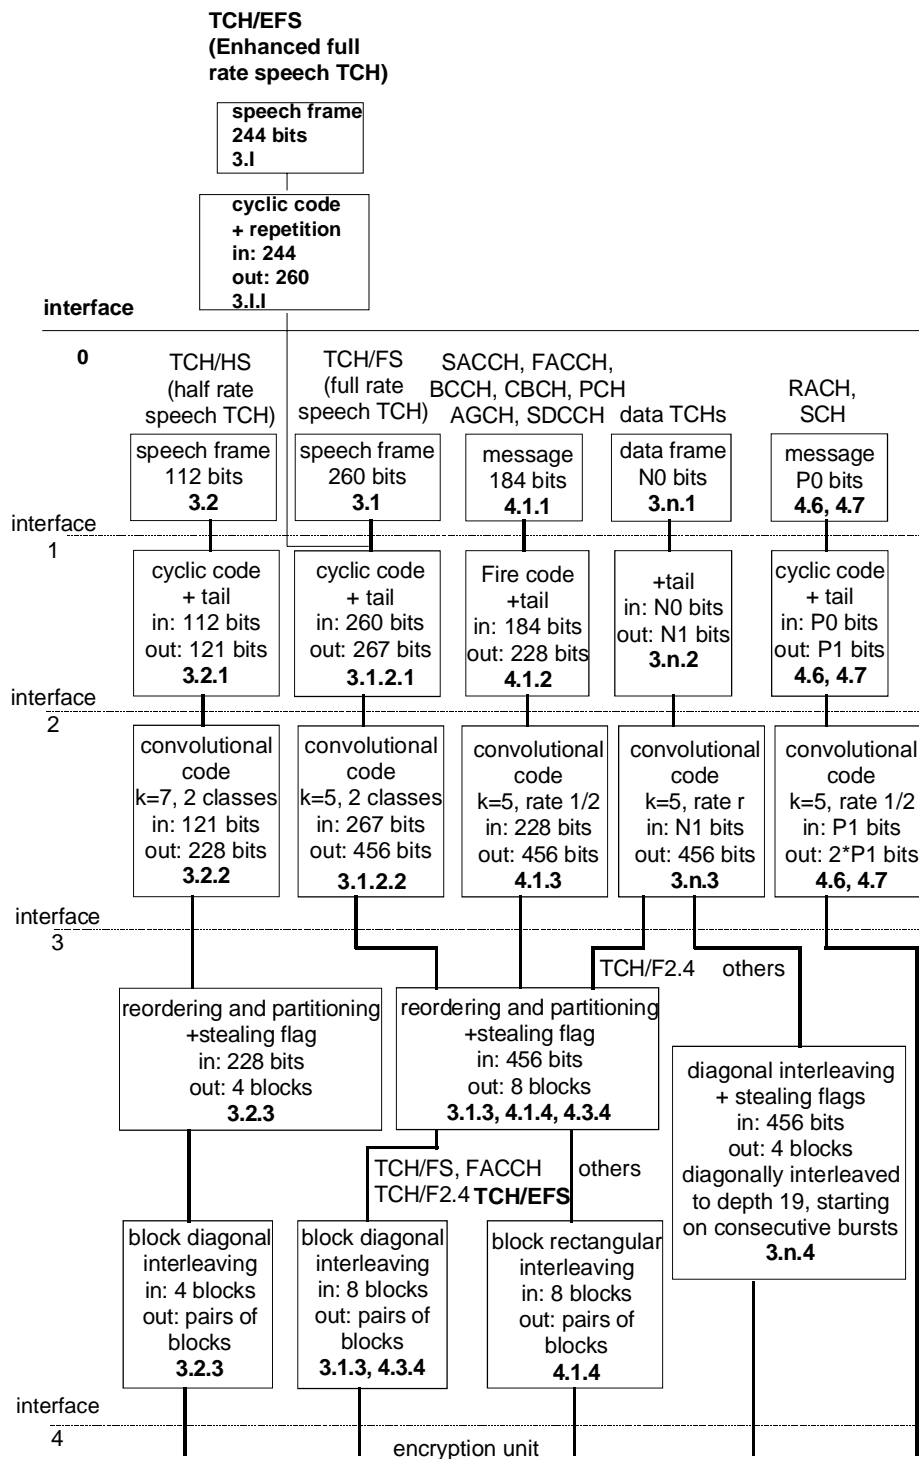 TCH/EFS
(Enhanced full
rate speech TCH)
speech frame
244 bits
3.I
cyclic code
+ repetition
in: 244
out: 260
3.I.I
interface
0
TCH/HS
(half rate
speech TCH)
TCH/FS
(full rate
speech TCH)
SACCH, FACCH,
BCCH, CBCH, PCH
AGCH, SDCCH
data TCHs
RACH,
SCH
speech frame
112 bits
3.2
speech frame
260 bits
3.1
message
184 bits
4.1.1
data frame
N0 bits
3.n.1
message
P0 bits
4.6, 4.7
interface
1
cyclic code
+ tail
in: 112 bits
out: 121 bits
3.2.1
cyclic code
+ tail
in: 260 bits
out: 267 bits
3.1.2.1
Fire code
+tail
in: 184 bits
out: 228 bits
4.1.2
+tail
in: N0 bits
out: N1 bits
3.n.2
cyclic code
+ tail
in: P0 bits
out: P1 bits
4.6, 4.7
interface
2
convolutional
code
k=7, 2 classes
in: 121 bits
out: 228 bits
3.2.2
convolutional
code
k=5, 2 classes
in: 267 bits
out: 456 bits
3.1.2.2
convolutional
code
k=5, rate 1/2
in: 228 bits
out: 456 bits
4.1.3
convolutional
code
k=5, rate r
in: N1 bits
out: 456 bits
3.n.3
convolutional
code
k=5, rate 1/2
in: P1 bits
out: 2*P1 bits
4.6, 4.7
interface
3
TCH/F2.4
others
reordering and partitioning
+stealing flag
in: 228 bits
out: 4 blocks
3.2.3
reordering and partitioning
+stealing flag
in: 456 bits
out: 8 blocks
3.1.3, 4.1.4, 4.3.4
diagonal interleaving
+ stealing flags
in: 456 bits
out: 4 blocks
diagonally interleaved
to depth 19, starting
on consecutive bursts
3.n.4
TCH/FS, FACCH
TCH/F2.4 TCH/EFS
others
block diagonal
interleaving
in: 4 blocks
out: pairs of
blocks
3.2.3
block diagonal
interleaving
in: 8 blocks
out: pairs of
blocks
3.1.3, 4.3.4
block rectangular
interleaving
in: 8 blocks
out: pairs of
blocks
4.1.4
interface
4
encryption unit